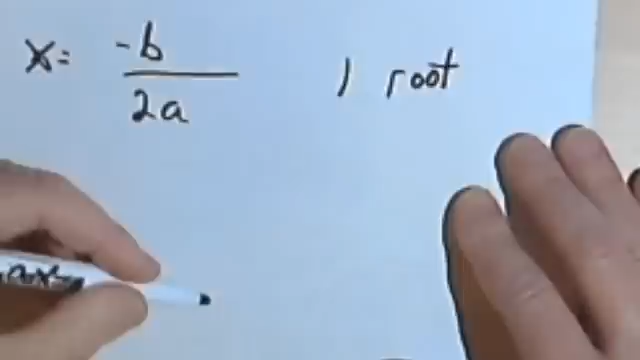 x = -b / 2a 1 root